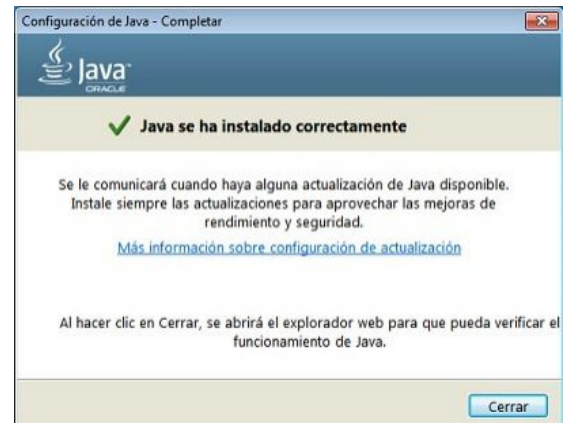 Configuración de Java - Completar
Java™
ORACLE
Java se ha instalado correctamente
Se le comunicará cuando haya alguna actualización de Java disponible.
Instale siempre las actualizaciones para aprovechar las mejoras de
rendimiento y seguridad.
Más información sobre configuración de actualización
Al hacer clic en Cerrar, se abrirá el explorador web para que pueda verificar el
funcionamiento de Java.
Cerrar